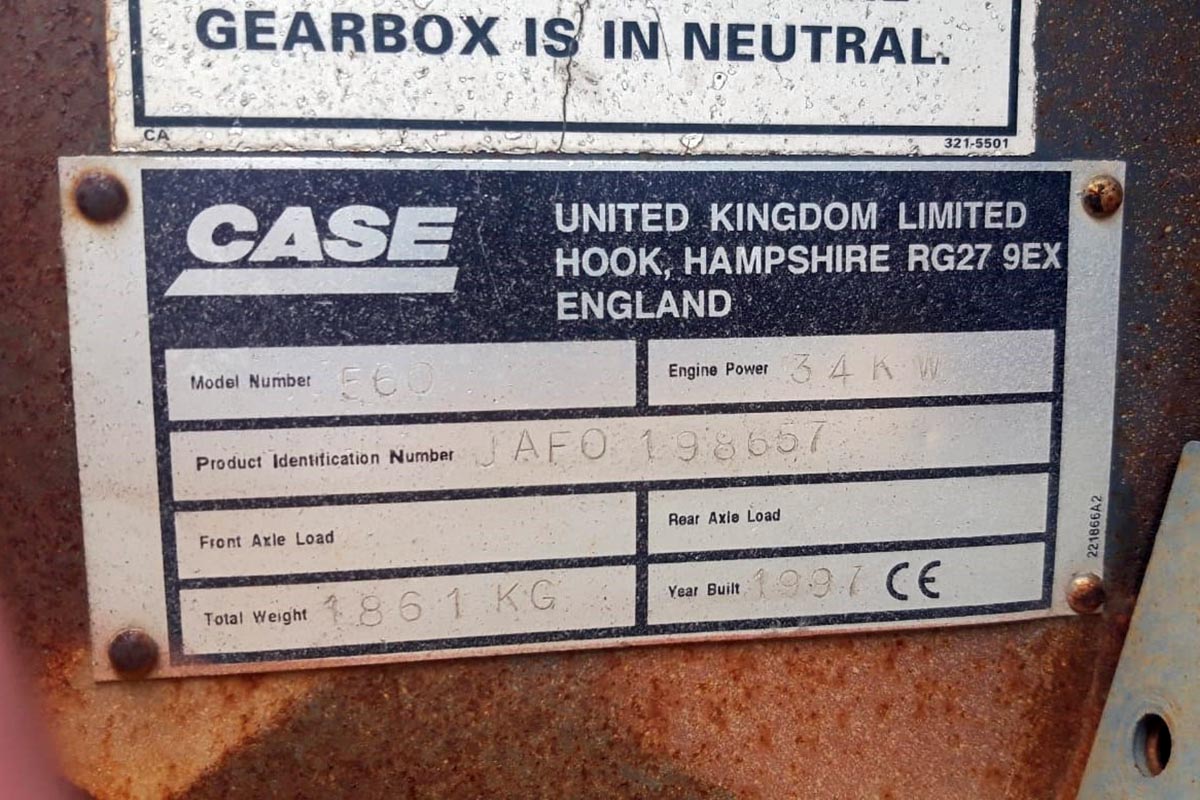 GEARBOX IS IN NEUTRAL.
CA 321-5501
CASE
UNITED KINGDOM LIMITED
HOOK, HAMPSHIRE RG27 9EX
ENGLAND
Model Number 560
Engine Power 34KW
Product Identification Number JAF0198657
Front Axle Load
Rear Axle Load
Total Weight 1861 KG
Year Built 1997 CE
221866A2